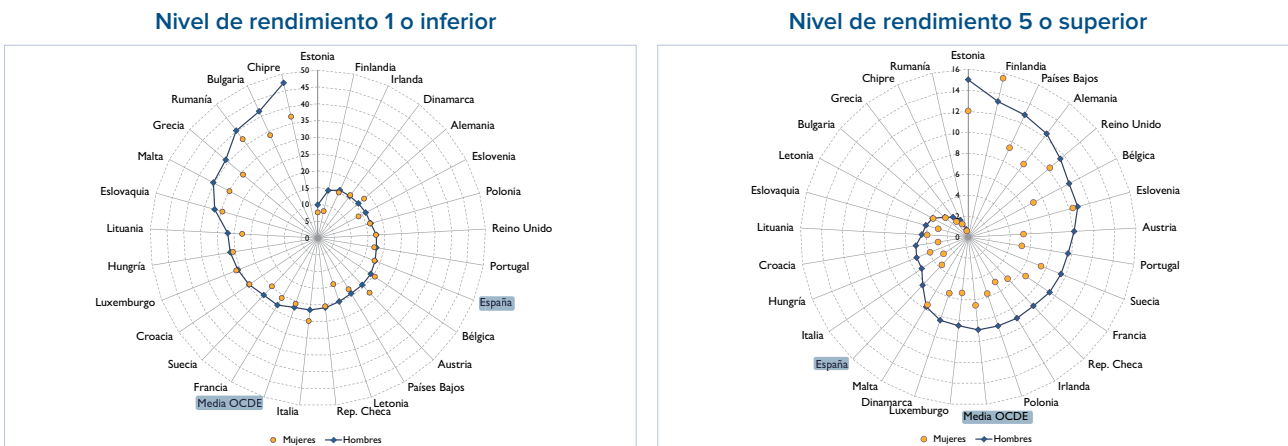 Nivel de rendimiento 1 o inferior
Estonia
Finlandia
Irlanda
Dinamarca
Alemania
Eslovenia
Polonia
Reino Unido
Portugal
España
Bélgica
Austria
Países Bajos
Letonia
Rep. Checa
Italia
Media OCDE
Francia
Suecia
Croacia
Luxemburgo
Hungría
Lituania
Eslovaquia
Malta
Grecia
Rumanía
Bulgaria
Chipre
50
45
40
35
30
25
20
15
10
5
0
Mujeres Hombres
Nivel de rendimiento 5 o superior
Estonia
Finlandia
Países Bajos
Alemania
Reino Unido
Bélgica
Eslovenia
Austria
Portugal
Suecia
Francia
Rep. Checa
Irlanda
Polonia
Media OCDE
Luxemburgo
Dinamarca
Malta
España
Italia
Hungría
Croacia
Lituania
Eslovaquia
Letonia
Bulgaria
Grecia
Chipre
Rumanía
16
14
12
10
8
6
4
2
0
Mujeres Hombres